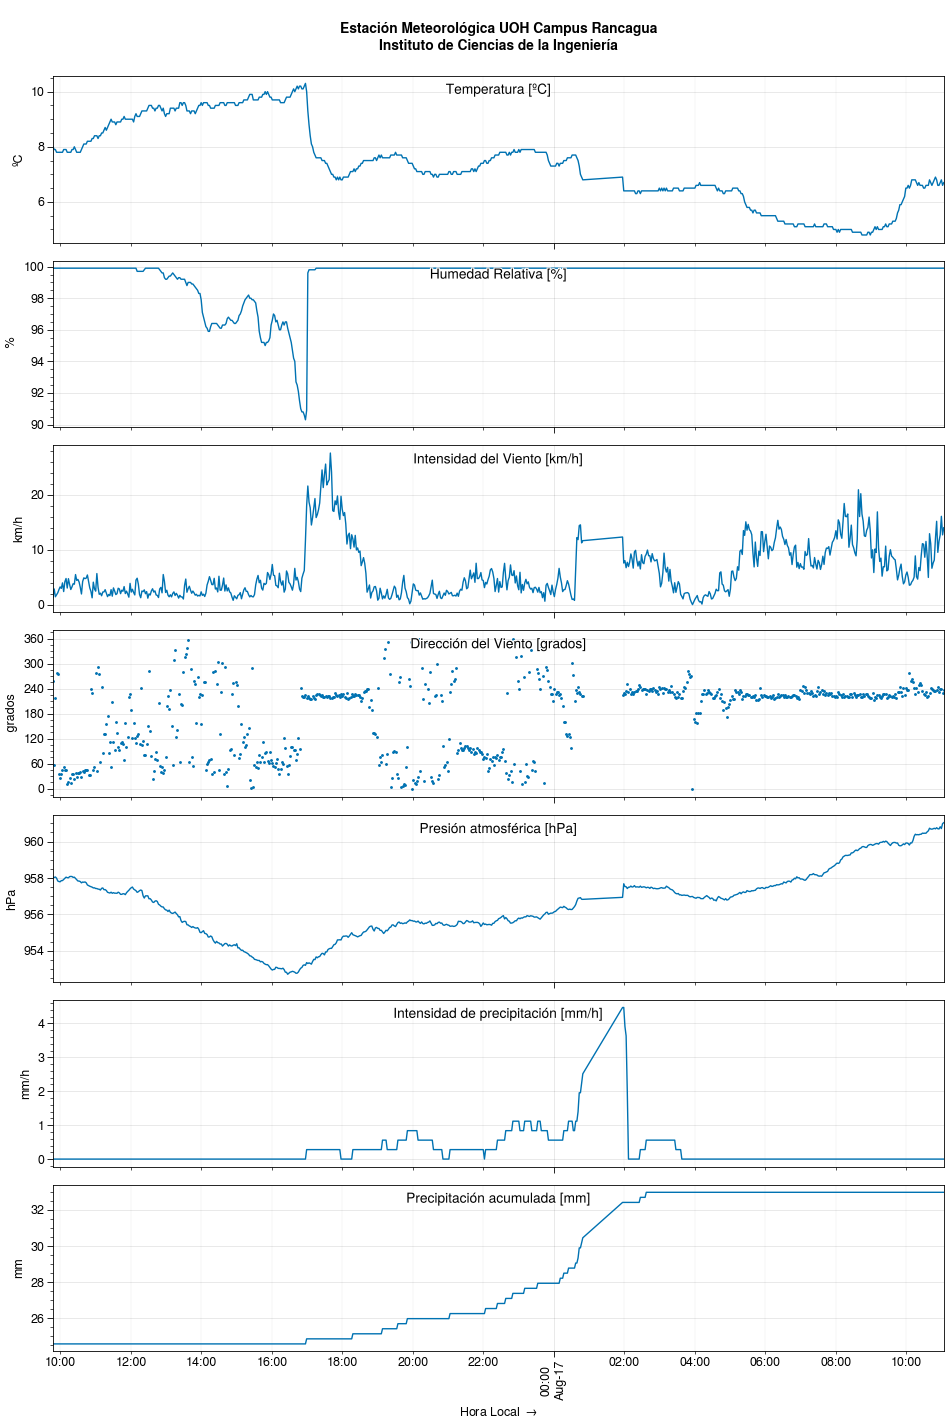 Estación Meteorológica UOH Campus Rancagua
Instituto de Ciencias de la Ingeniería
Temperatura [ºC]
10
8
6
ºC
Humedad Relativa [%]
100
98
96
94
92
90
%
Intensidad del Viento [km/h]
20
10
0
km/h
Dirección del Viento [grados]
360
300
240
180
120
60
0
grados
Presión atmosférica [hPa]
960
958
956
954
hPa
Intensidad de precipitación [mm/h]
4
3
2
1
0
mm/h
Precipitación acumulada [mm]
32
30
28
26
mm
10:00 12:00 14:00 16:00 18:00 20:00 22:00 00:00 02:00 04:00 06:00 08:00 10:00
Aug-17
Hora Local →